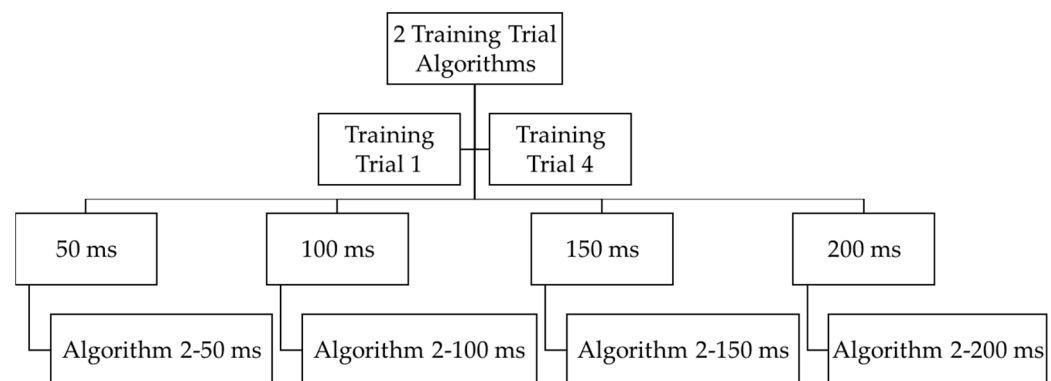 2 Training Trial
Algorithms
Training
Trial 1
Training
Trial 4
50 ms
100 ms
150 ms
200 ms
Algorithm 2-50 ms
Algorithm 2-100 ms
Algorithm 2-150 ms
Algorithm 2-200 ms